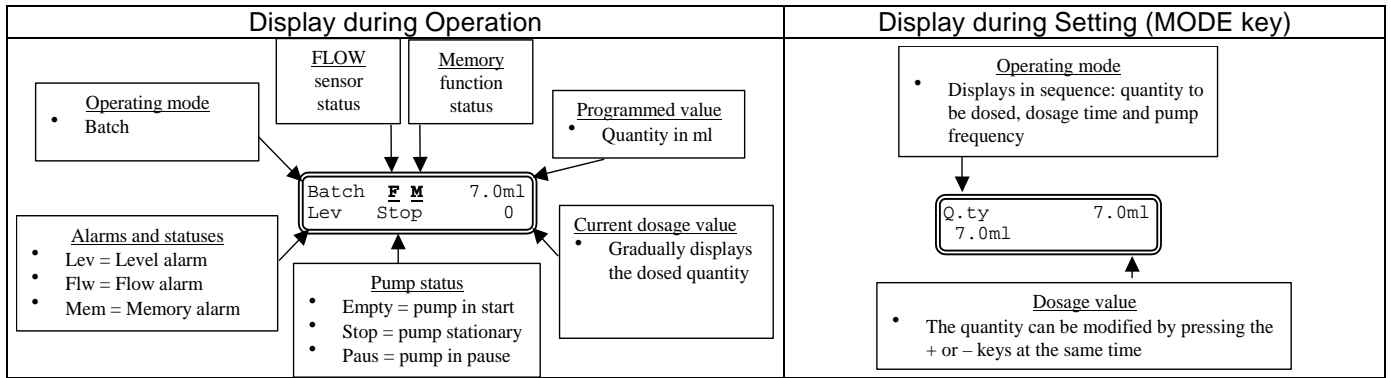 Display during Operation
FLOW
sensor
status
Memory
function
status
Operating mode
• Batch
Programmed value
• Quantity in ml
Batch F M 7.0ml
Lev Stop 0
Alarms and statuses
• Lev = Level alarm
• Flw = Flow alarm
• Mem = Memory alarm
Pump status
• Empty = pump in start
• Stop = pump stationary
• Paus = pump in pause
Current dosage value
• Gradually displays
the dosed quantity
Display during Setting (MODE key)
Operating mode
• Displays in sequence: quantity to
be dosed, dosage time and pump
frequency
Q.ty 7.0ml
7.0ml
Dosage value
• The quantity can be modified by pressing the
+ or – keys at the same time